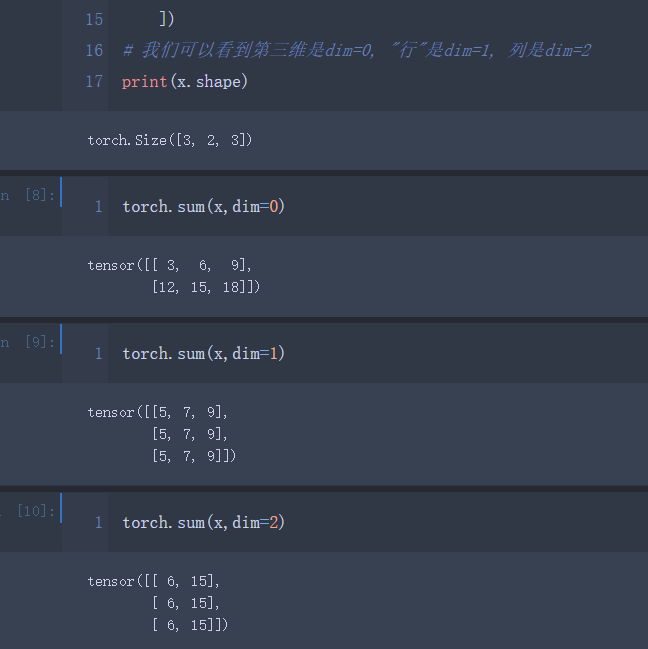 15 ])
16 # 我们可以看到第三维是dim=0, "行"是dim=1, 列是dim=2
17 print(x.shape)
torch.Size([3, 2, 3])
n [8]:
1 torch.sum(x,dim=0)
tensor([[ 3,  6,  9],
        [12, 15, 18]])
n [9]:
1 torch.sum(x,dim=1)
tensor([[5, 7, 9],
        [5, 7, 9],
        [5, 7, 9]])
[10]:
1 torch.sum(x,dim=2)
tensor([[ 6, 15],
        [ 6, 15],
        [ 6, 15]])